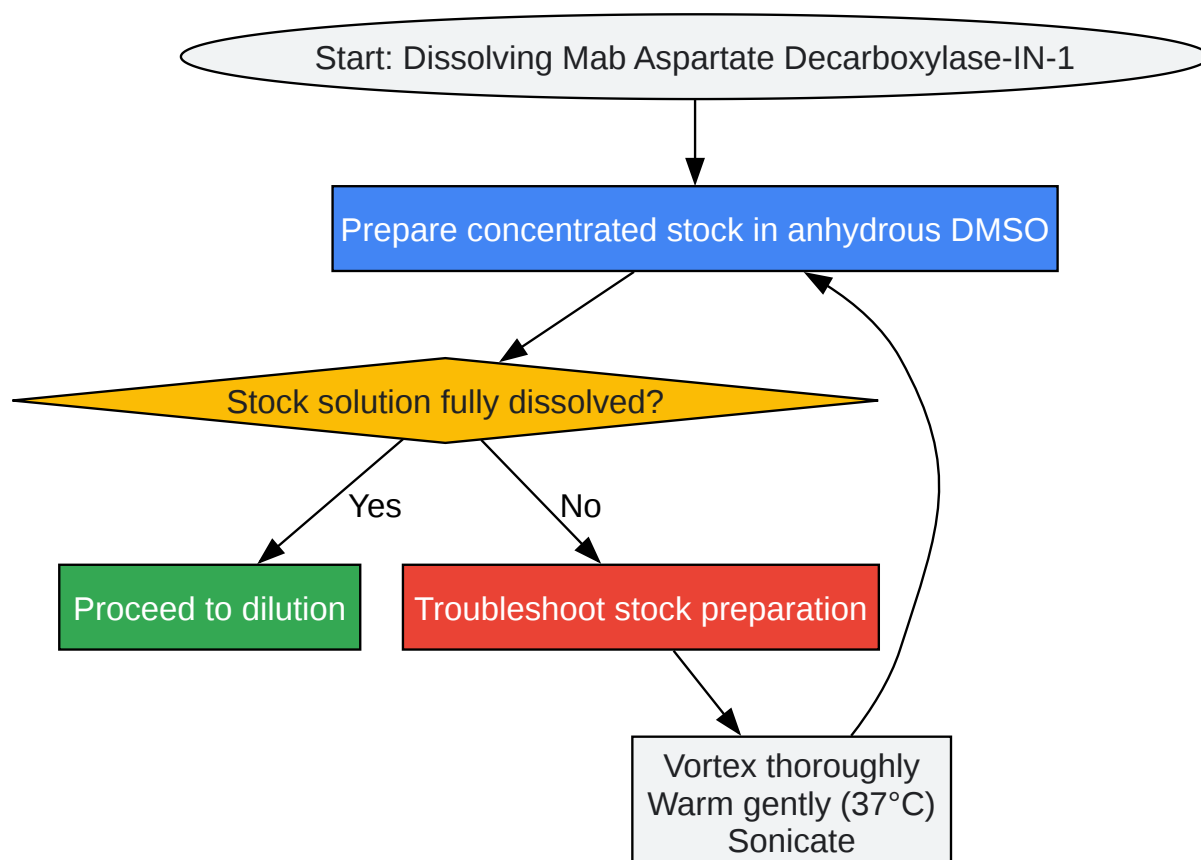 Start: Dissolving Mab Aspartate Decarboxylase-IN-1
Prepare concentrated stock in anhydrous DMSO
Stock solution fully dissolved?
Yes
No
Proceed to dilution
Troubleshoot stock preparation
Vortex thoroughly
Warm gently (37°C)
Sonicate